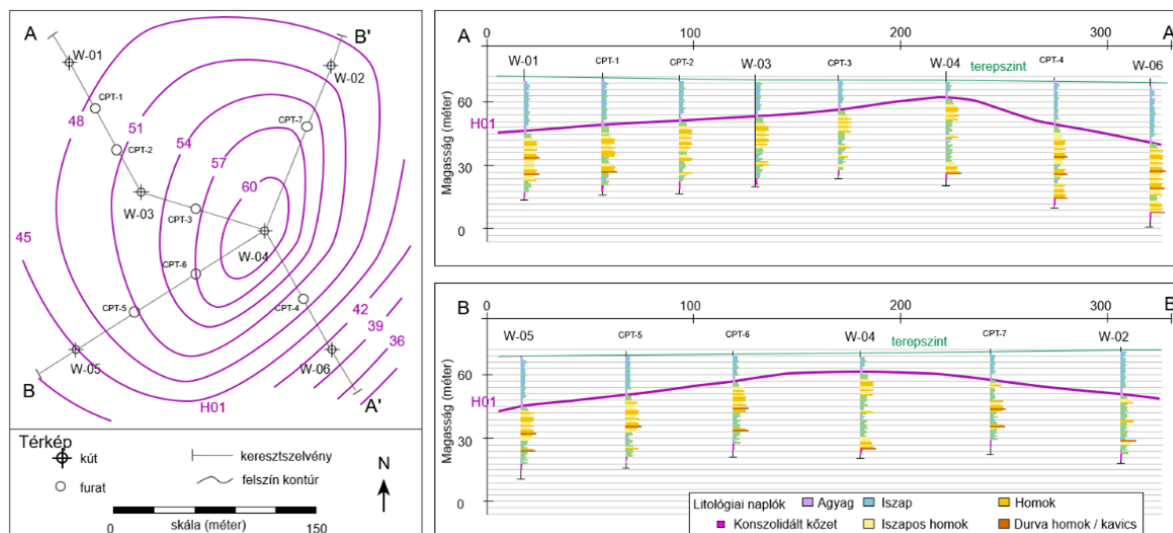 A
B'
W-01
W-02
CPT-1
CPT-7
48
51
CPT-2
54
57
60
W-03
CPT-3
45
W-04
CPT-6
CPT-5
CPT-4
42
39
36
W-05
W-06
B
H01
A'
Térkép
kút
keresztszelvény
furat
felszín kontúr
N
0
skála (méter)
150
A
0
100
200
300
A
W-01
CPT-1
CPT-2
W-03
CPT-3
W-04
CPT-4
W-06
terepszint
60
H01
30
0
Magasság (méter)
B
0
100
200
300
B
W-05
CPT-5
CPT-6
W-04
CPT-7
W-02
terepszint
60
H01
30
0
Magasság (méter)
Litológiai naplók
Agyag
Iszap
Homok
Konszolidált kőzet
Iszapos homok
Durva homok / kavics